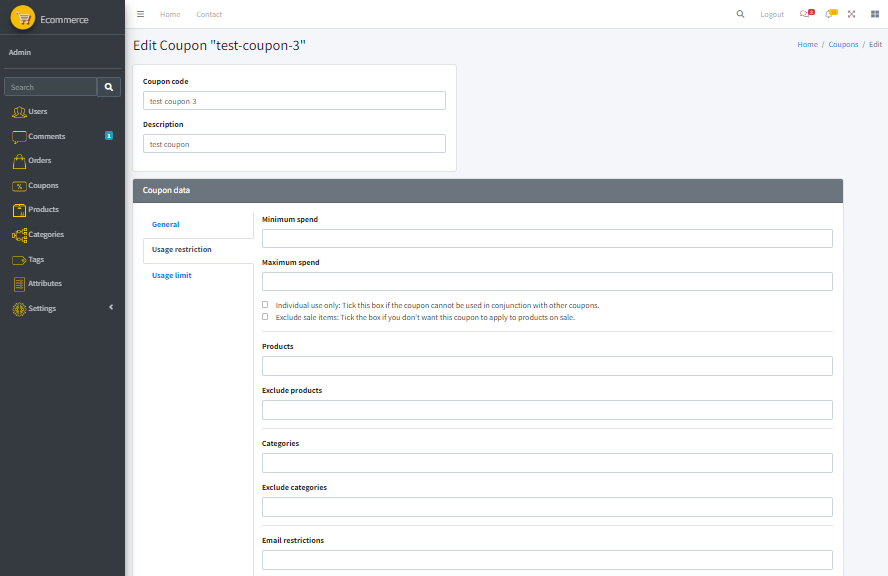 Ecommerce
Home
Contact
Logout
Admin
Edit Coupon "test-coupon-3"
Home / Coupons / Edit
Search
Users
Comments
1
Orders
Coupons
Products
Categories
Tags
Attributes
Settings
Coupon code
test-coupon-3
Description
test coupon
Coupon data
General
Usage restriction
Usage limit
Minimum spend
Maximum spend
Individual use only: Tick this box if the coupon cannot be used in conjunction with other coupons.
Exclude sale items: Tick the box if you don't want this coupon to apply to products on sale.
Products
Exclude products
Categories
Exclude categories
Email restrictions